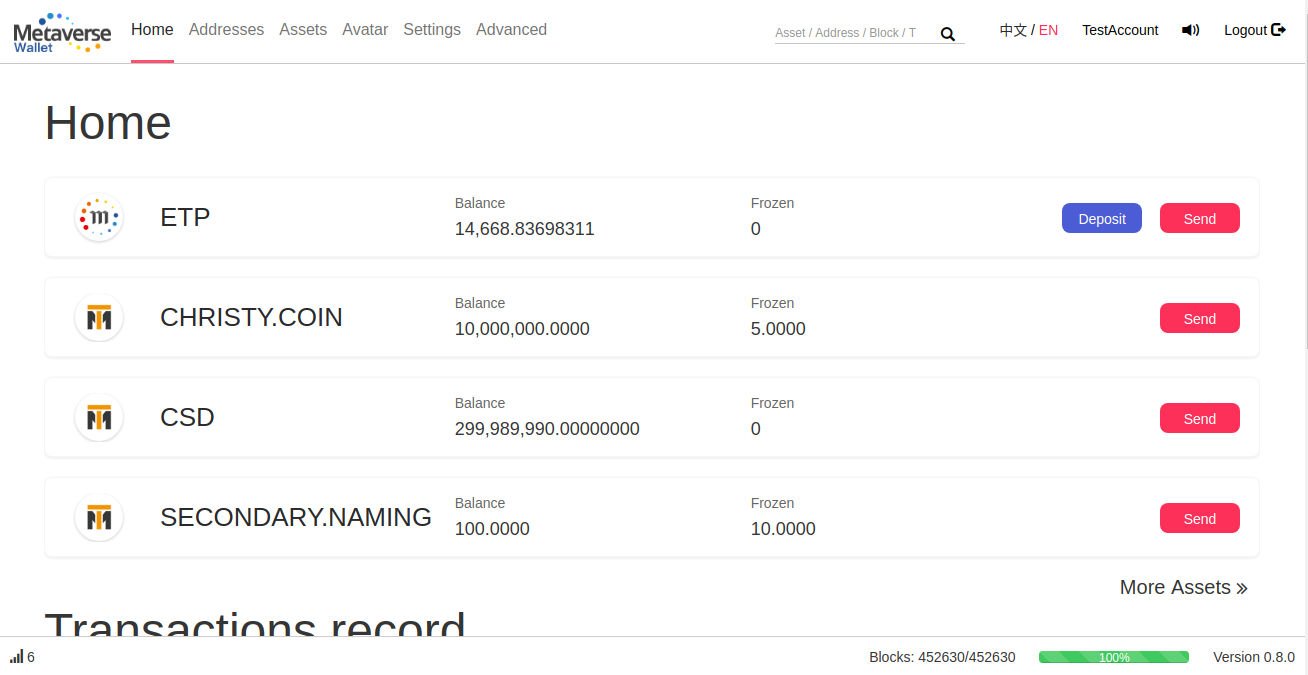 Metaverse
Wallet
Home Addresses Assets Avatar Settings Advanced
Asset / Address / Block / T
中文 / EN
TestAccount
Logout
Home
m
ETP
Balance
14,668.83698311
Frozen
0
Deposit
Send
CHRISTY.COIN
Balance
10,000,000.0000
Frozen
5.0000
Send
CSD
Balance
299,989,990.00000000
Frozen
0
Send
SECONDARY.NAMING
Balance
100.0000
Frozen
10.0000
Send
More Assets »
Transactions record
6
Blocks: 452630/452630
100%
Version 0.8.0